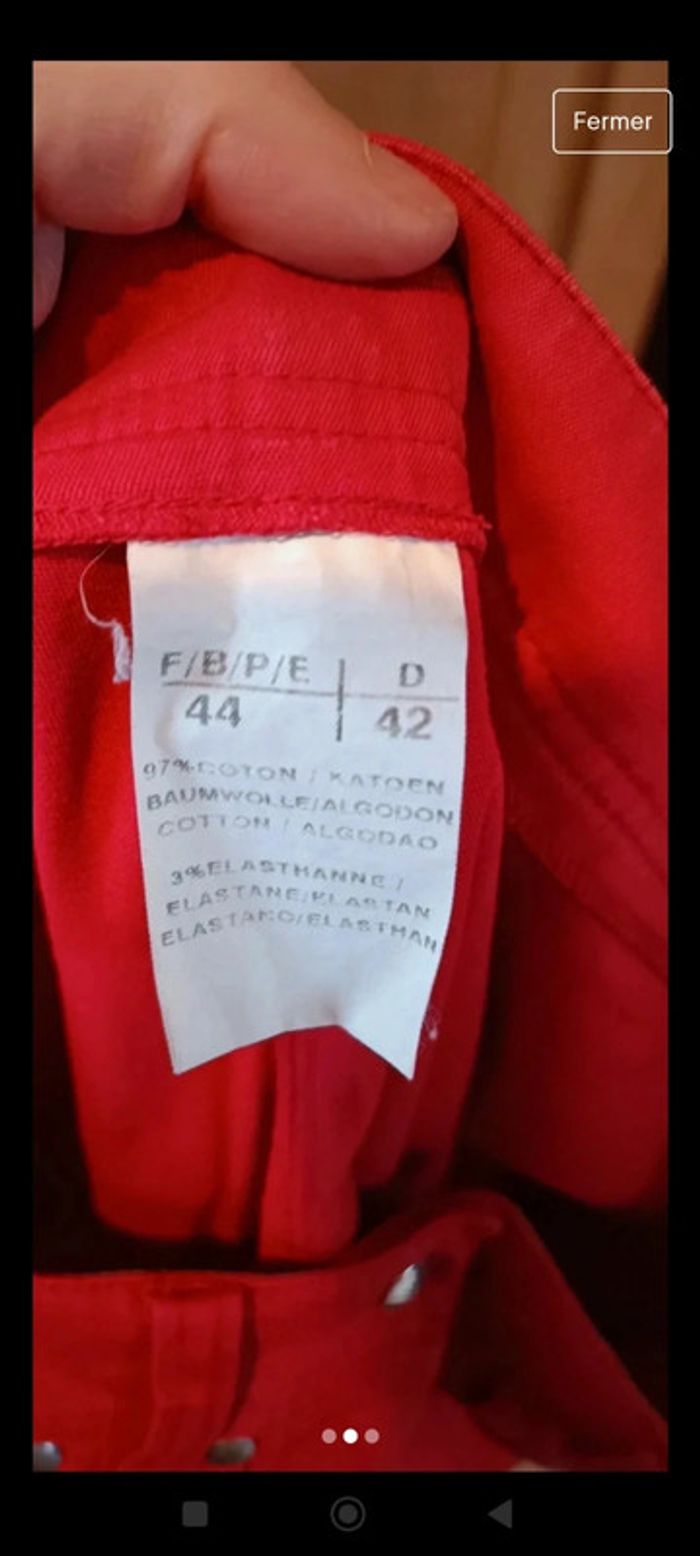 Fermer
F/B/P/E | D
44 | 42
97% COTON / KATOEN
BAUMWOLLE/ALGODON
COTTON / ALGODAO
3% ELASTHANNE /
ELASTANE/ELASTAN
ELASTANO/ELASTHAN